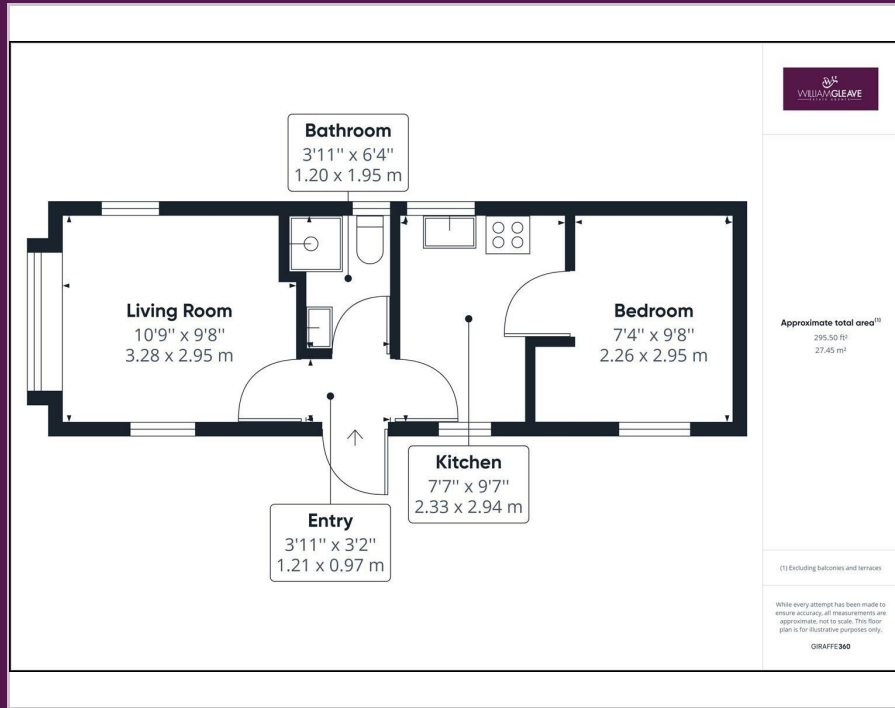 Bathroom
3'11" x 6'4"
1.20 x 1.95 m
Living Room
10'9" x 9'8"
3.28 x 2.95 m
Bedroom
7'4" x 9'8"
2.26 x 2.95 m
Kitchen
7'7" x 9'7"
2.33 x 2.94 m
Entry
3'11" x 3'2"
1.21 x 0.97 m
WILLIAMGLEAVE
ESTATE AGENTS
Approximate total area(1)
295.50 ft²
27.45 m²
(1) Excluding balconies and terraces
While every attempt has been made to
ensure accuracy, all measurements are
approximate, not to scale. This floor
plan is for illustrative purposes only.
GIRAFFE360